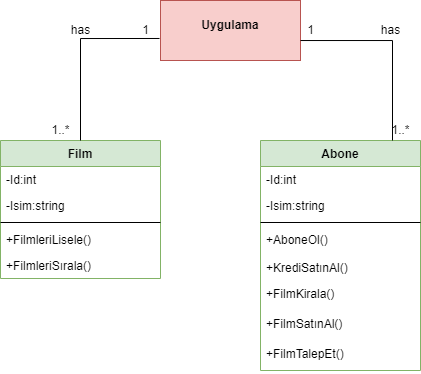 Uygulama
has
1
1
has
1..*
1..*
Film
-Id:int
-Isim:string
+FilmleriLisele()
+FilmleriSırala()
Abone
-Id:int
-Isim:string
+AboneOl()
+KrediSatınAl()
+FilmKirala()
+FilmSatınAl()
+FilmTalepEt()